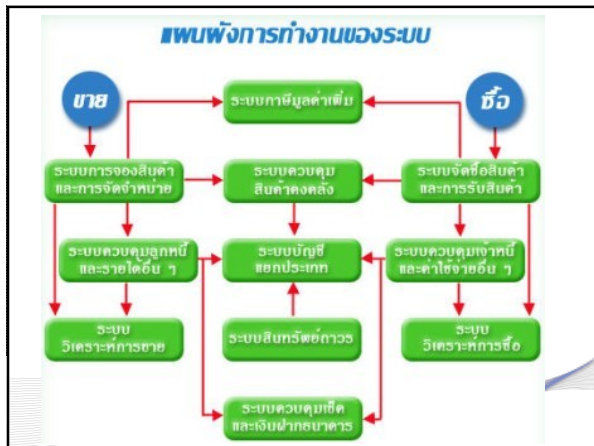 แผนผังการทำงานของระบบ
ขาย
ซื้อ
ระบบภาษีมูลค่าเพิ่ม
ระบบการจองสินค้า
และการจัดจำหน่าย
ระบบควบคุม
สินค้าคงคลัง
ระบบจัดซื้อสินค้า
และการรับสินค้า
ระบบควบคุมลูกหนี้
และรายได้อื่น ๆ
ระบบบัญชี
แยกประเภท
ระบบควบคุมเจ้าหนี้
และค่าใช้จ่ายอื่น ๆ
ระบบ
วิเคราะห์การขาย
ระบบสินทรัพย์ถาวร
ระบบ
วิเคราะห์การซื้อ
ระบบควบคุมเช็ค
และเงินฝากธนาคาร